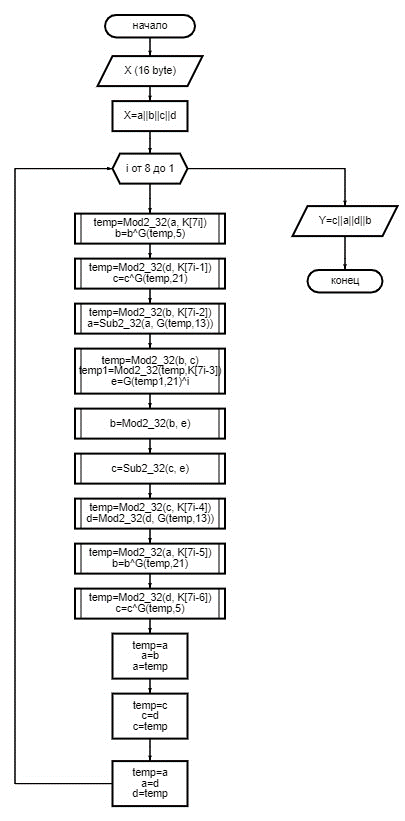 начало
X (16 byte)
X=a||b||c||d
i от 8 до 1
temp=Mod2_32(a, K[7i])
b=b^G(temp,5)
temp=Mod2_32(d, K[7i-1])
c=c^G(temp,21)
temp=Mod2_32(b, K[7i-2])
a=Sub2_32(a, G(temp,13))
temp=Mod2_32(b, c)
temp1=Mod2_32(temp,K[7i-3])
e=G(temp1,21)^i
b=Mod2_32(b, e)
c=Sub2_32(c, e)
temp=Mod2_32(c, K[7i-4])
d=Mod2_32(d, G(temp,13))
temp=Mod2_32(a, K[7i-5])
b=b^G(temp,21)
temp=Mod2_32(d, K[7i-6])
c=c^G(temp,5)
temp=a
a=b
a=temp
temp=c
c=d
c=temp
temp=a
a=d
d=temp
Y=c||a||d||b
конец